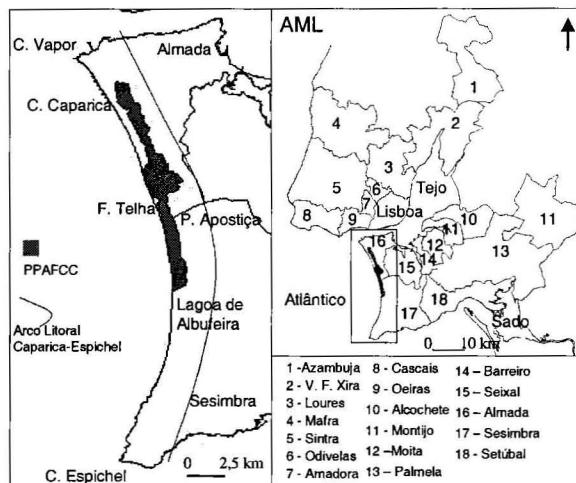 C. Vapor
Almada
C. Caparica
F. Telha
P. Apostiça
PPAFCC
Arco Litoral
Caparica-Espichel
Lagoa de
Albufeira
Sesimbra
C. Espichel
0 2,5 km
AML
1
2
4
3
5
6
7
Tejo
Lisboa
8
9
10
11
11
16
12
13
14
15
Atlântico
17
18
Sado
0 10 km
1 -Azambuja
2 - V. F. Xira
3 - Loures
4 - Mafra
5 - Sintra
6 - Odivelas
7 - Amadora
8 - Cascais
9 - Oeiras
10 - Alcochete
11 - Montijo
12 – Moita
13 – Palmela
14 – Barreiro
15 – Seixal
16 – Almada
17 – Sesimbra
18 - Setúbal